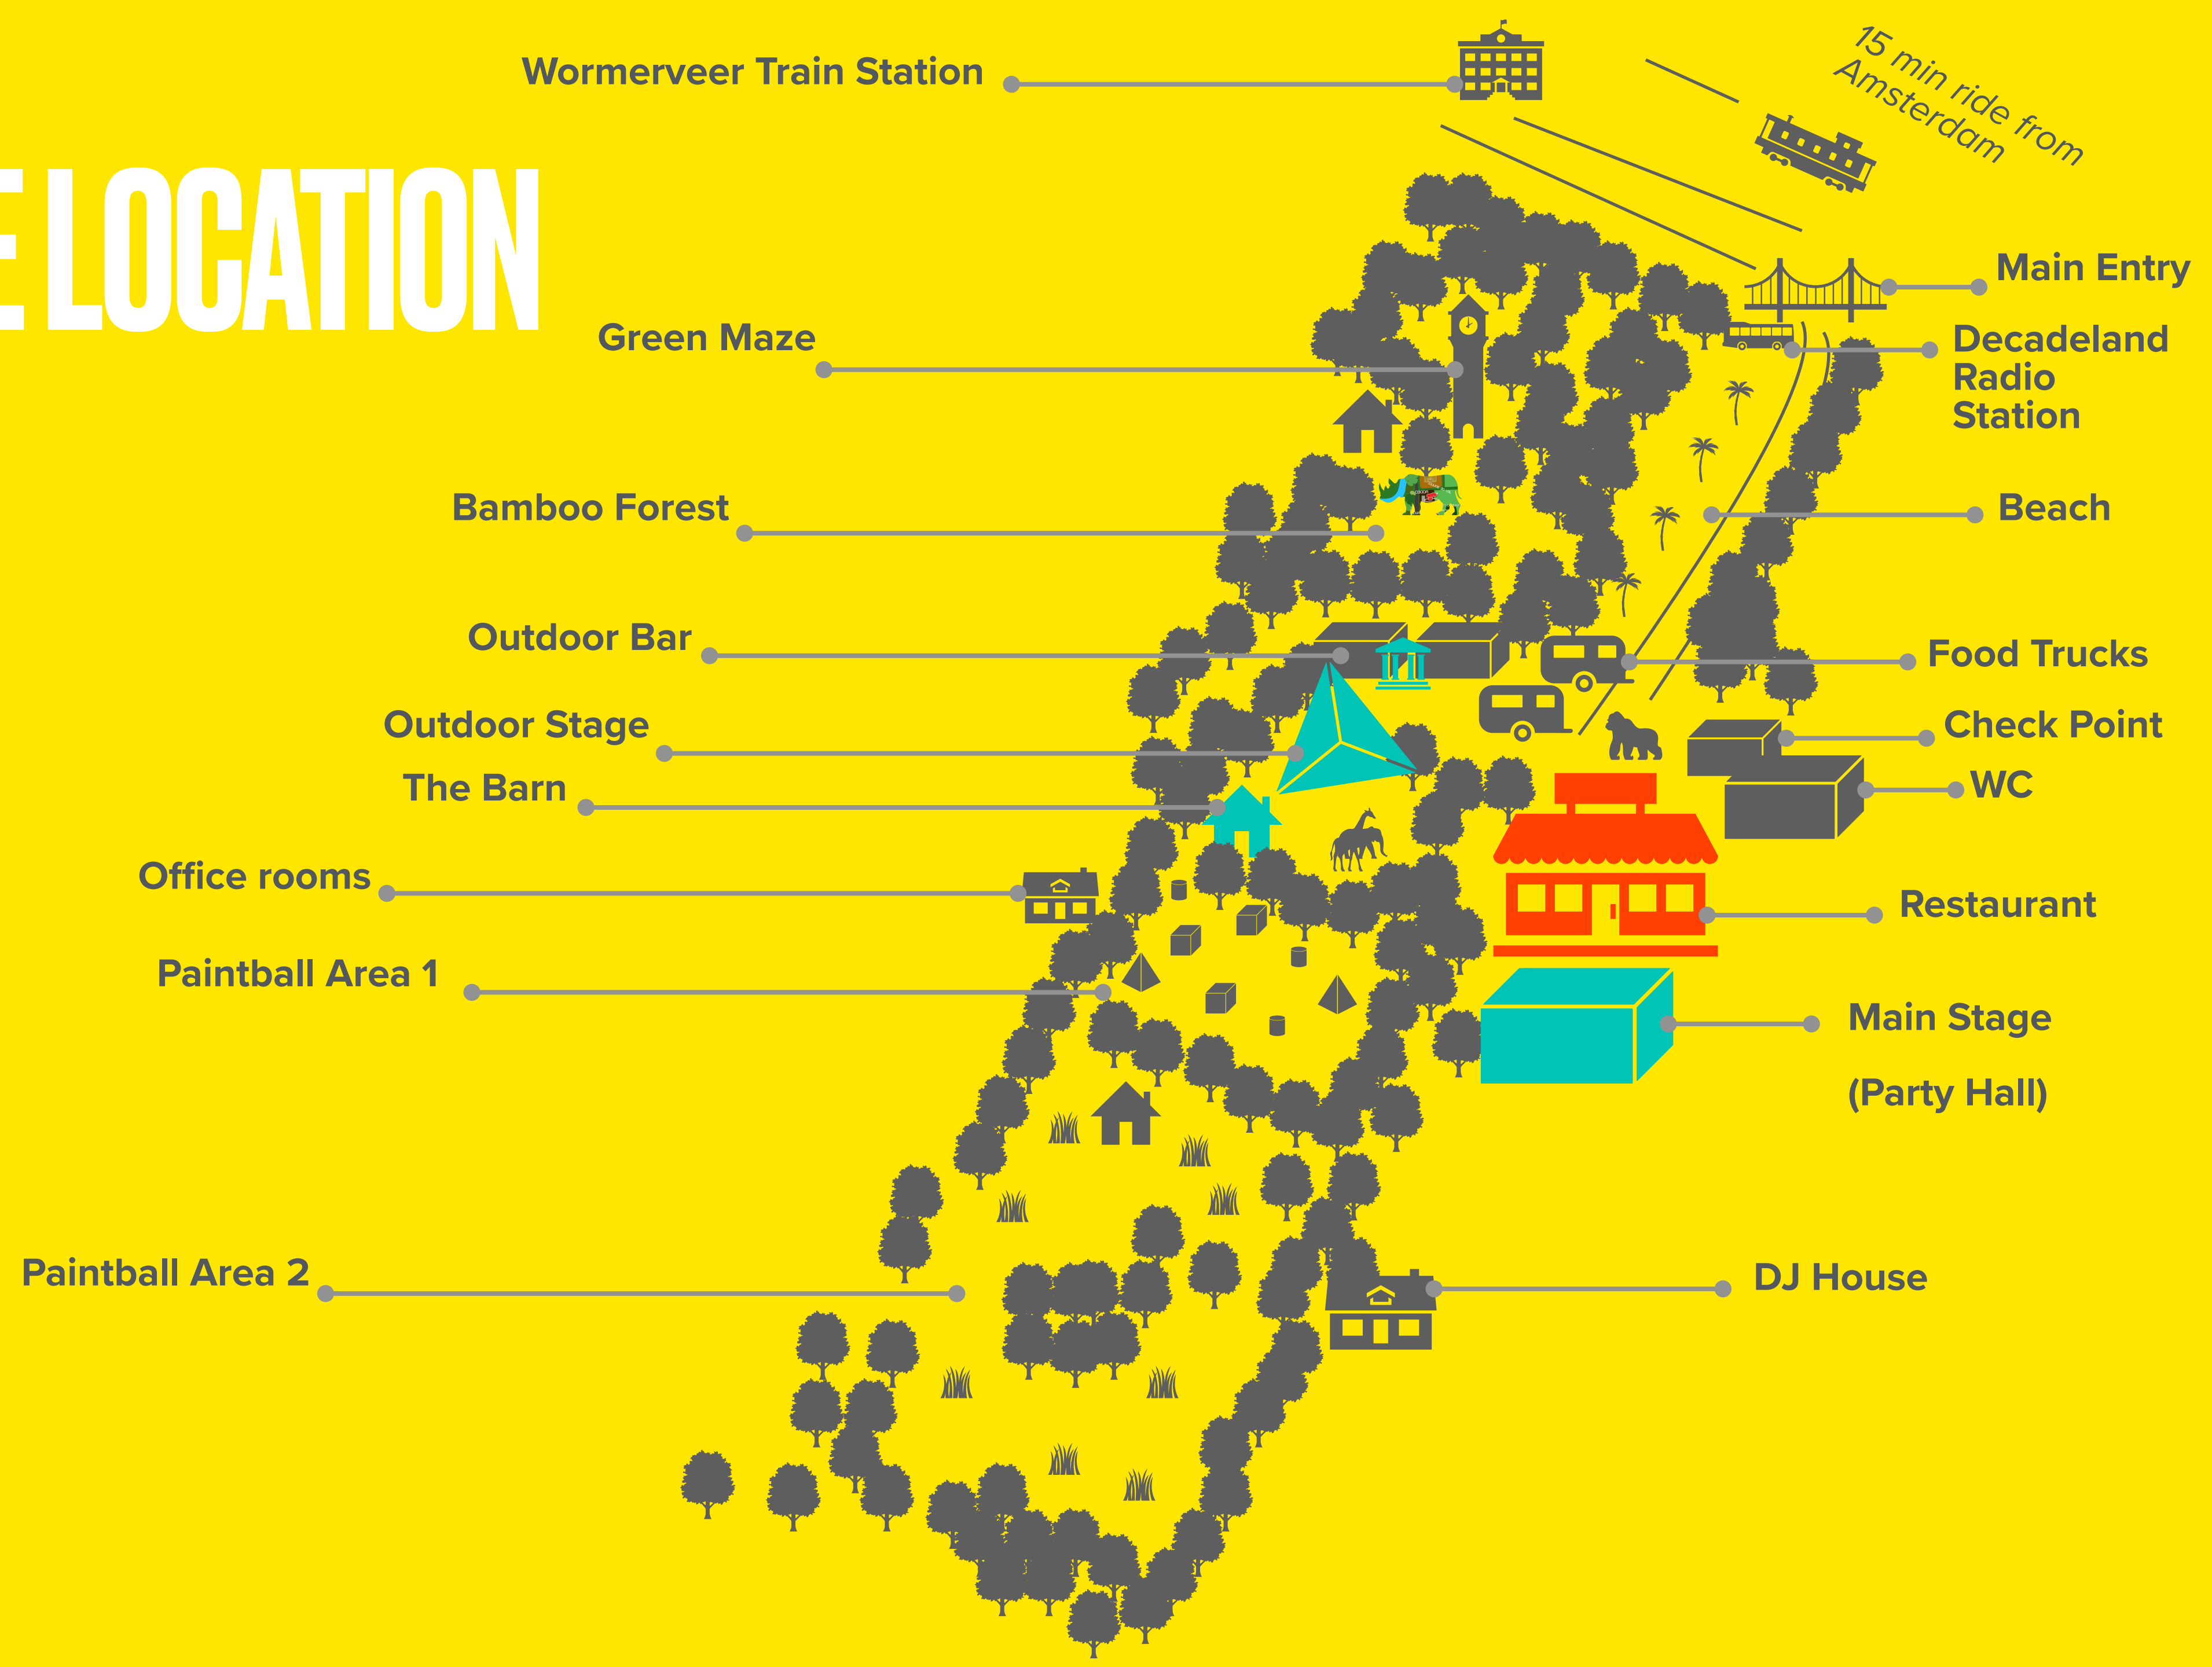 Wormerveer Train Station
15 min ride from
Amsterdam
E LOCATION
Main Entry
Green Maze
Decadeland
Radio
Station
Bamboo Forest
Beach
Outdoor Bar
Food Trucks
Outdoor Stage
Check Point
The Barn
WC
Office rooms
Restaurant
Paintball Area 1
Main Stage
(Party Hall)
Paintball Area 2
DJ House